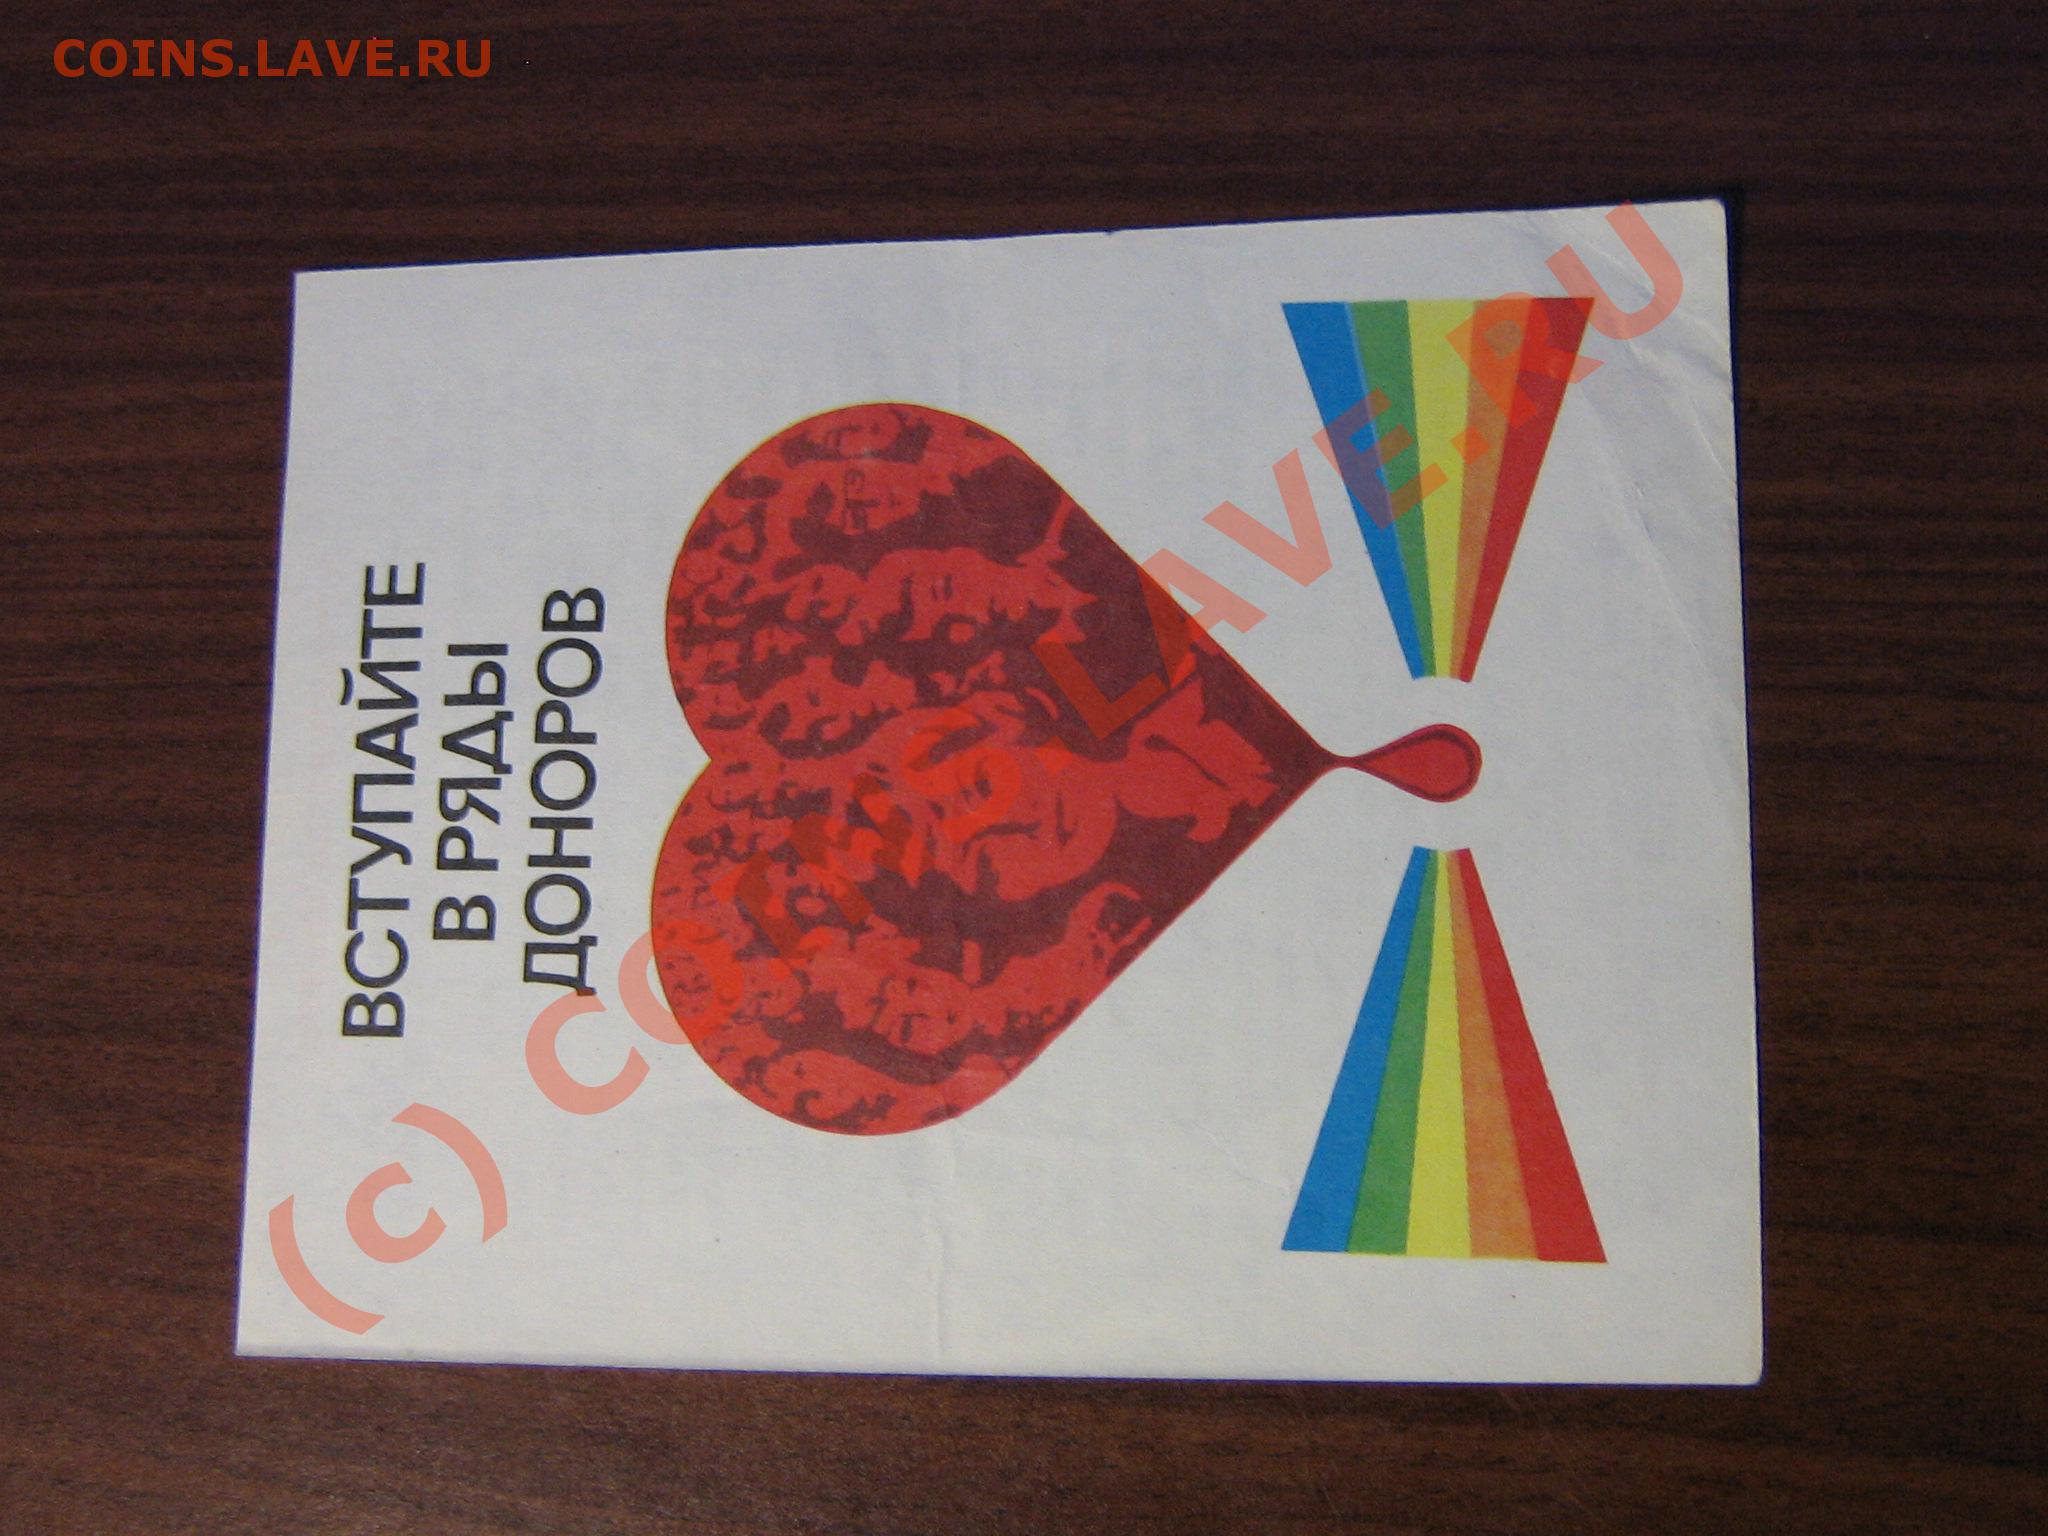 COINS.LAVE.RU
ВСТУПАЙТЕ
В РЯДЫ
ДОНОРОВ
(c) COINS.LAVE.RU